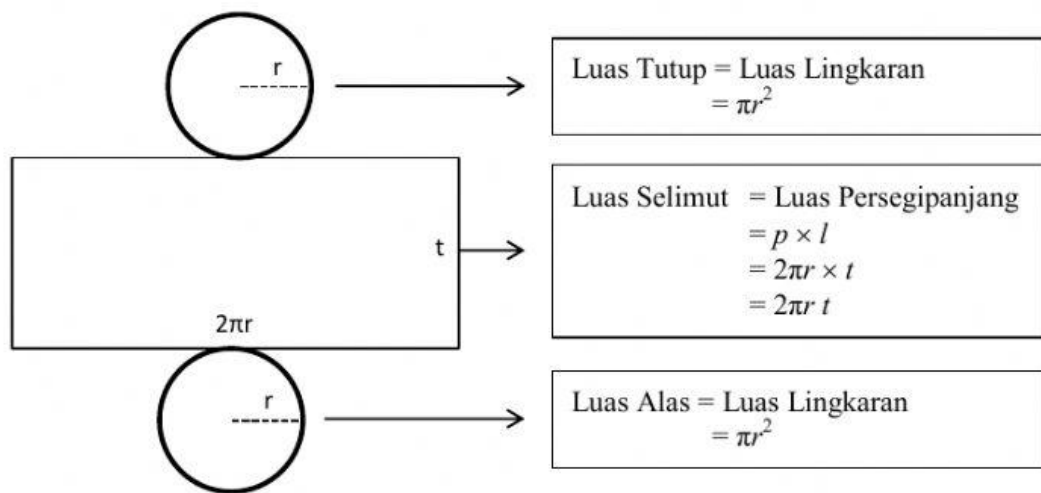 r
Luas Tutup = Luas Lingkaran
= πr²
t
2πr
Luas Selimut = Luas Persegipanjang
= p × l
= 2πr × t
= 2πr t
r
Luas Alas = Luas Lingkaran
= πr²